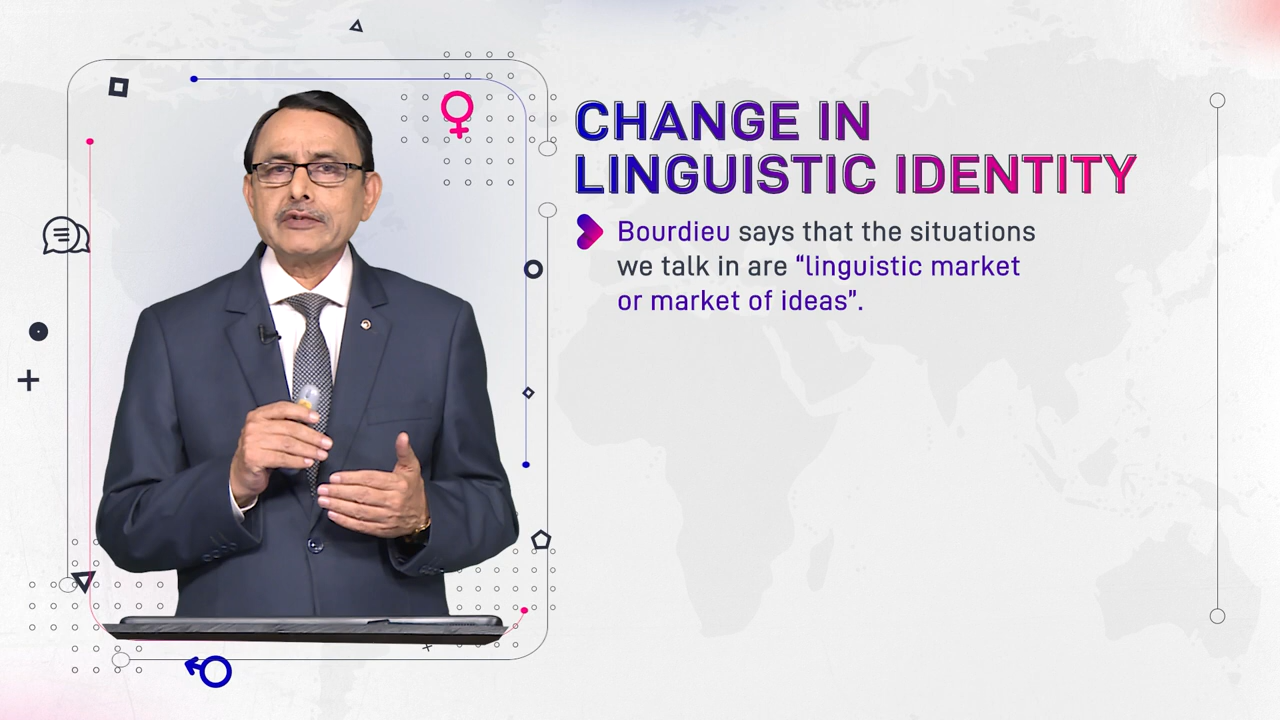 CHANGE IN
LINGUISTIC IDENTITY
Bourdieu says that the situations
we talk in are “linguistic market
or market of ideas”.